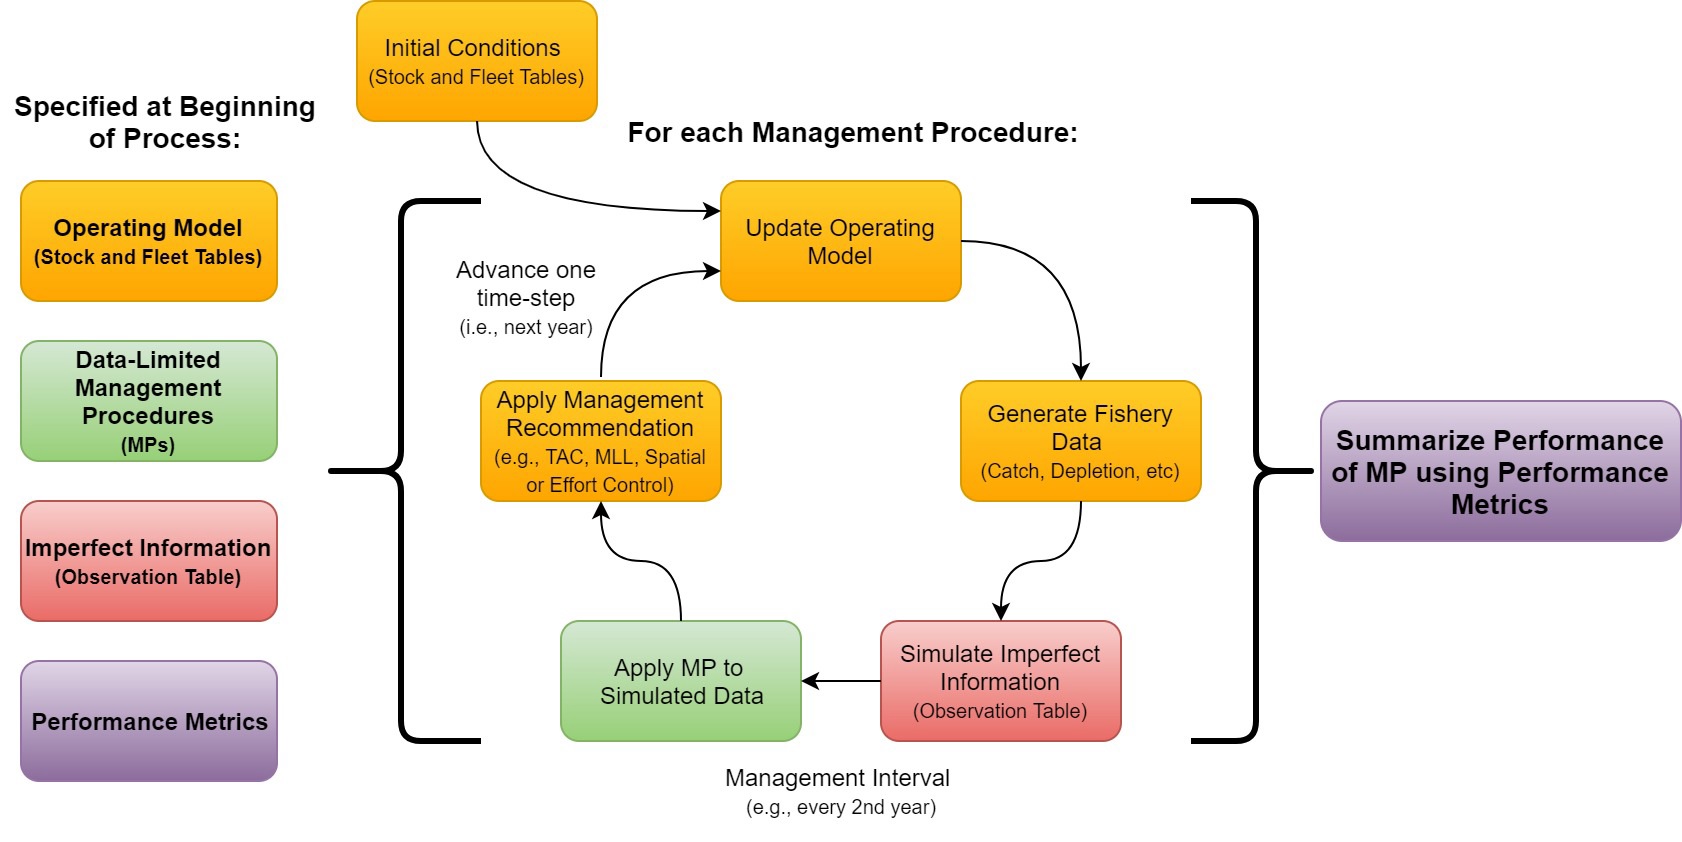 Initial Conditions
(Stock and Fleet Tables)
Specified at Beginning
of Process:
Operating Model
(Stock and Fleet Tables)
Data-Limited
Management
Procedures
(MPs)
Imperfect Information
(Observation Table)
Performance Metrics
For each Management Procedure:
Update Operating
Model
Advance one
time-step
(i.e., next year)
Generate Fishery
Data
(Catch, Depletion, etc)
Simulate Imperfect
Information
(Observation Table)
Apply MP to
Simulated Data
Apply Management
Recommendation
(e.g., TAC, MLL, Spatial
or Effort Control)
Management Interval
(e.g., every 2nd year)
Summarize Performance
of MP using Performance
Metrics